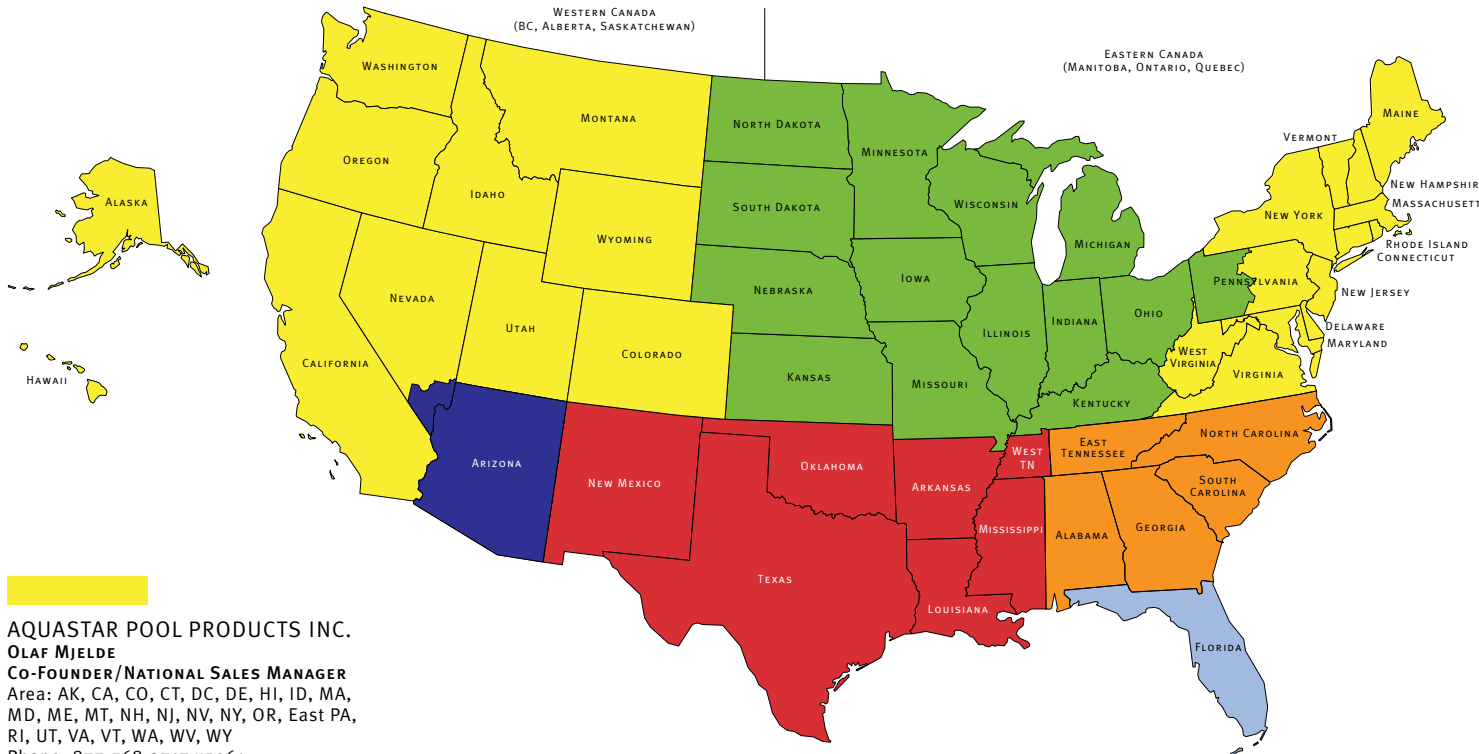 Western Canada
(BC, Alberta, Saskatchewan)
Eastern Canada
(Manitoba, Ontario, Quebec)
Washington
Montana
North Dakota
Minnesota
Maine
Vermont
Oregon
Idaho
New Hampshir
Alaska
South Dakota
Wisconsin
Massachusett
New York
Wyoming
Michigan
Rhode Island
Connecticut
Iowa
Pennsylvania
Nebraska
Nevada
New Jersey
Utah
Ohio
Indiana
Illinois
Delaware
Maryland
Colorado
California
West
Virginia
Hawaii
Kansas
Missouri
Virginia
Kentucky
North Carolina
East
Tennessee
West
TN
Arizona
Oklahoma
New Mexico
Arkansas
South
Carolina
Mississippi
Georgia
Alabama
Texas
Louisiana
Florida
AQUASTAR POOL PRODUCTS INC.
Olaf Mjelde
Co-Founder/National Sales Manager
Area: AK, CA, CO, CT, DC, DE, HI, ID, MA,
MD, ME, MT, NH, NJ, NV, NY, OR, East PA,
RI, UT, VA, VT, WA, WV, WY